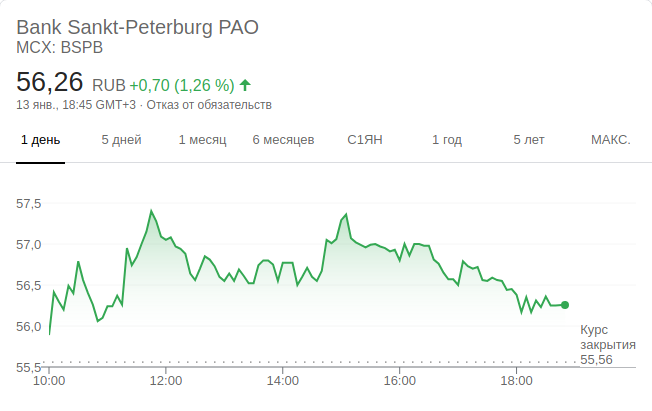 Bank Sankt-Peterburg PAO
MCX: BSPB
56,26 RUB +0,70 (1,26 %)
13 янв., 18:45 GMT+3 · Отказ от обязательств
1 день 5 дней 1 месяц 6 месяцев С1ЯН 1 год 5 лет МАКС.
57,5
57,0
56,5
56,0
Курс
закрытия
55,56
55,5
10:00 12:00 14:00 16:00 18:00